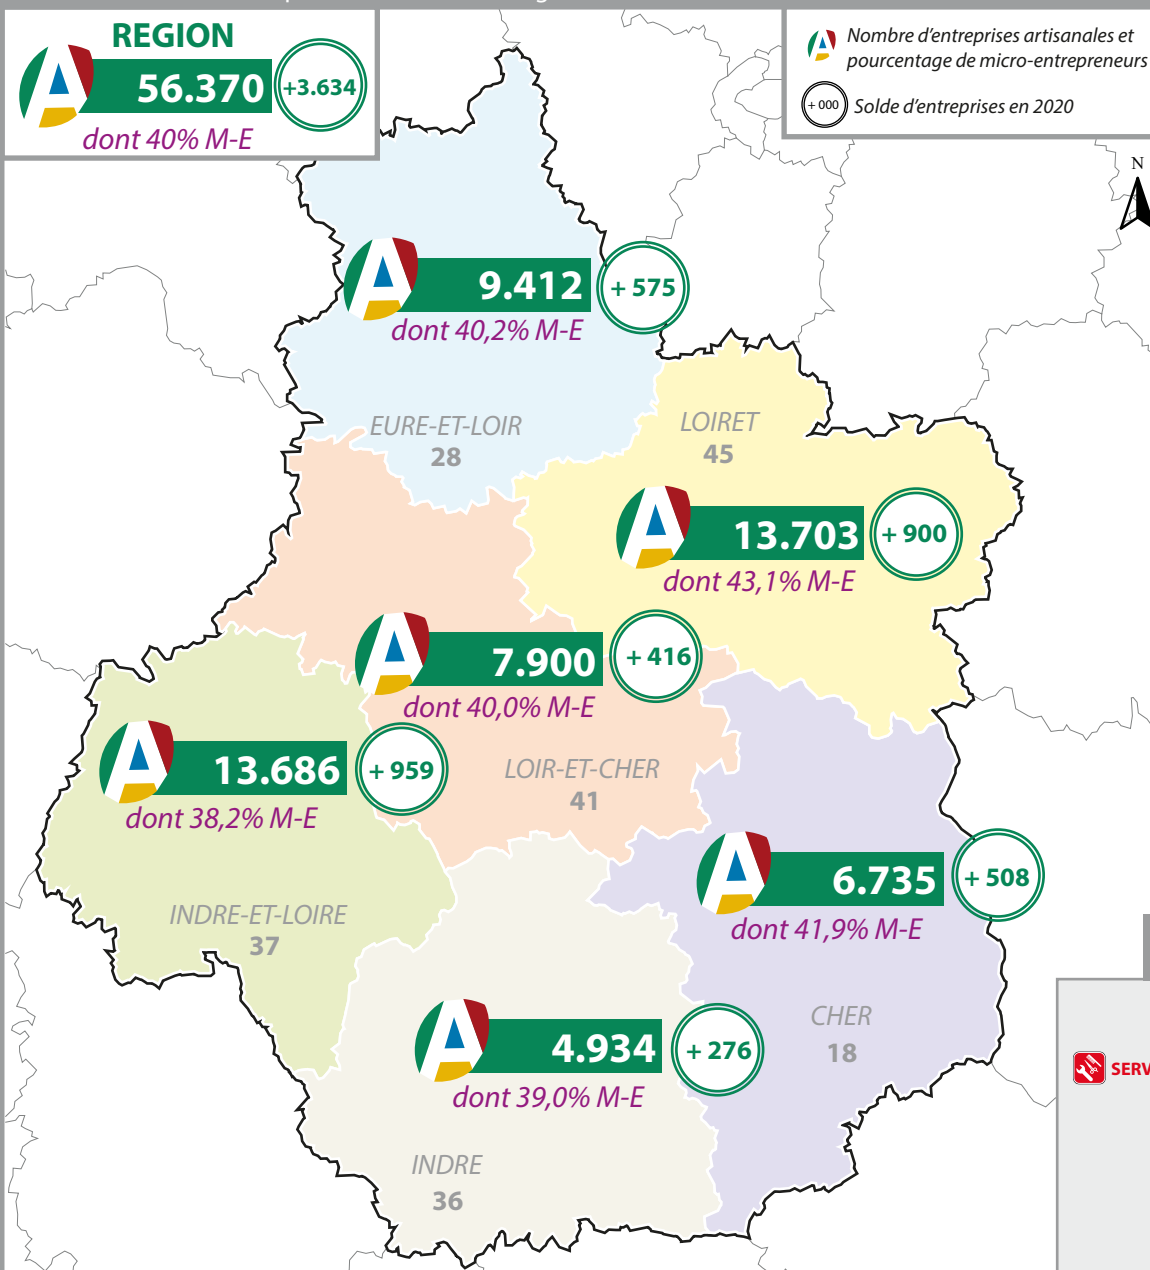 REGION
56.370
+3.634
dont 40% M-E
Nombre d'entreprises artisanales et
pourcentage de micro-entrepreneurs
+ 000
Solde d'entreprises en 2020
N
9.412
+ 575
dont 40,2% M-E
EURE-ET-LOIR
28
LOIRET
45
13.703
+ 900
dont 43,1% M-E
7.900
+ 416
dont 40,0% M-E
LOIR-ET-CHER
41
13.686
+ 959
dont 38,2% M-E
INDRE-ET-LOIRE
37
6.735
+ 508
dont 41,9% M-E
CHER
18
4.934
+ 276
dont 39,0% M-E
INDRE
36
SERV